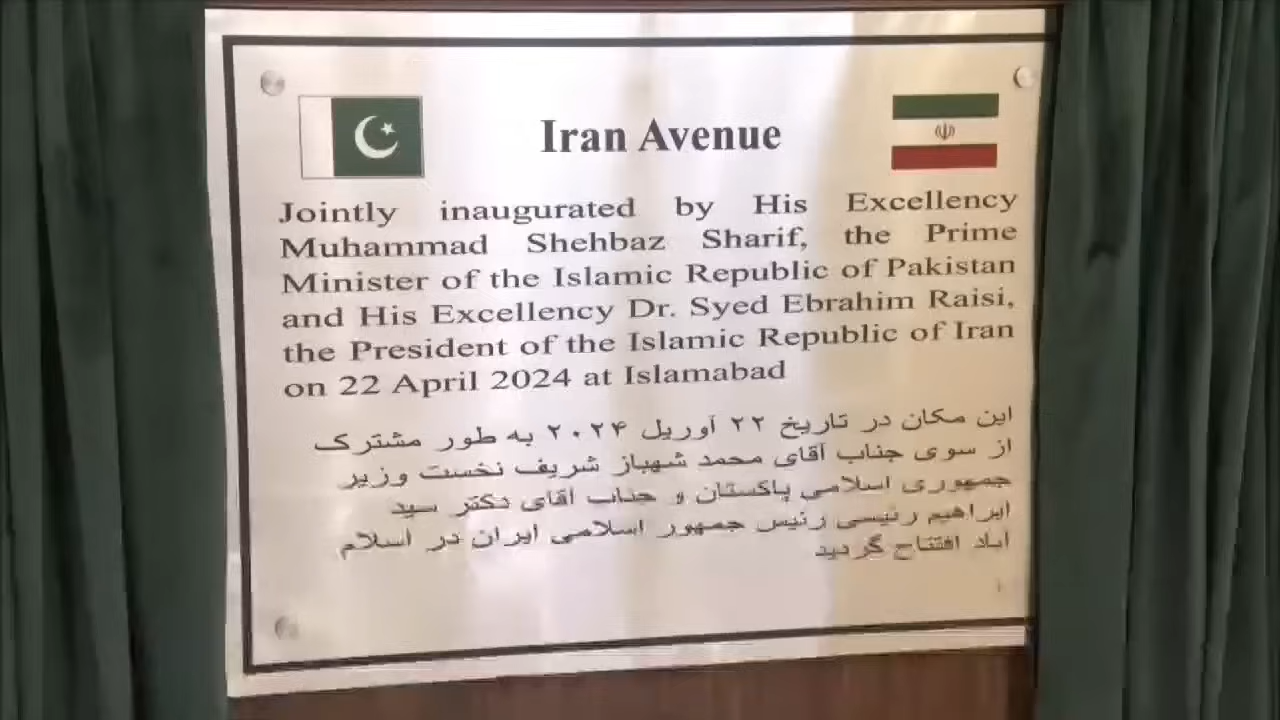 Iran Avenue
Jointly inaugurated by His Excellency
Muhammad Shehbaz Sharif, the Prime
Minister of the Islamic Republic of Pakistan
and His Excellency Dr. Syed Ebrahim Raisi,
the President of the Islamic Republic of Iran
on 22 April 2024 at Islamabad
این مکان در تاریخ ۲۲ آوریل ۲۰۲۴ به طور مشترک
از سوی جناب آقای محمد شهباز شریف نخست وزیر
جمهوری اسلامی پاکستان و جناب آقای دکتر سید
ابراهیم رئیسی رئیس جمهور اسلامی ایران در اسلام
آباد افتتاح گردید